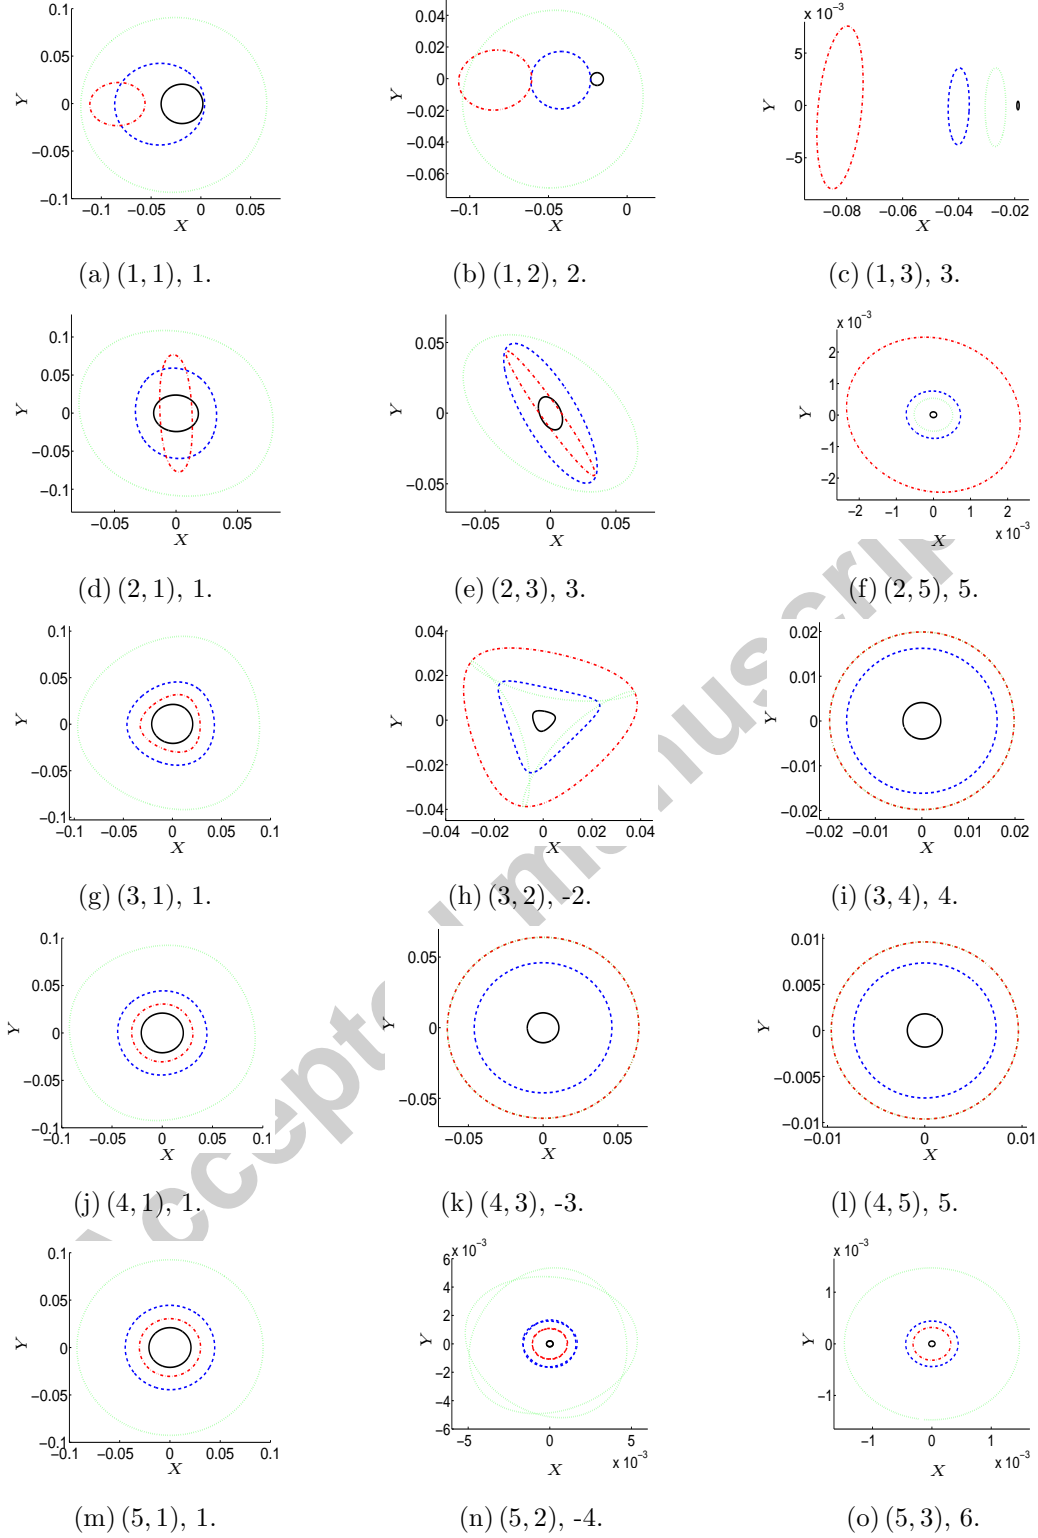 0.1
0.05
0
−0.05
−0.1
Y
−0.1 −0.05 0 0.05
X
(a) (1, 1), 1.
0.04
0.02
0
−0.02
−0.04
−0.06
Y
−0.1 −0.05 0
X
(b) (1, 2), 2.
x 10⁻³
5
0
−5
Y
−0.08 −0.06 −0.04 −0.02
X
(c) (1, 3), 3.
0.1
0.05
0
−0.05
−0.1
Y
−0.05 0 0.05
X
(d) (2, 1), 1.
0.05
0
−0.05
Y
−0.05 0 0.05
X
(e) (2, 3), 3.
x 10⁻³
2
1
0
−1
−2
Y
−2 −1 0 1 2
x 10⁻³
X
(f) (2, 5), 5.
0.1
0.05
0
−0.05
−0.1
Y
−0.1 −0.05 0 0.05 0.1
X
(g) (3, 1), 1.
0.04
0.02
0
−0.02
−0.04
Y
−0.04 −0.02 0 0.02 0.04
X
(h) (3, 2), -2.
0.02
0.01
0
−0.01
−0.02
Y
−0.02 −0.01 0 0.01 0.02
X
(i) (3, 4), 4.
0.1
0.05
0
−0.05
−0.1
Y
−0.1 −0.05 0 0.05 0.1
X
(j) (4, 1), 1.
0.05
0
−0.05
Y
−0.05 0 0.05
X
(k) (4, 3), -3.
0.01
0.005
0
−0.005
−0.01
Y
−0.01 0 0.01
X
(l) (4, 5), 5.
0.1
0.05
0
−0.05
−0.1
Y
−0.1 −0.05 0 0.05 0.1
X
(m) (5, 1), 1.
x 10⁻³
6
4
2
0
−2
−4
−6
Y
−5 0 5
x 10⁻³
X
(n) (5, 2), -4.
x 10⁻³
1
0
−1
Y
−1 0 1
x 10⁻³
X
(o) (5, 3), 6.